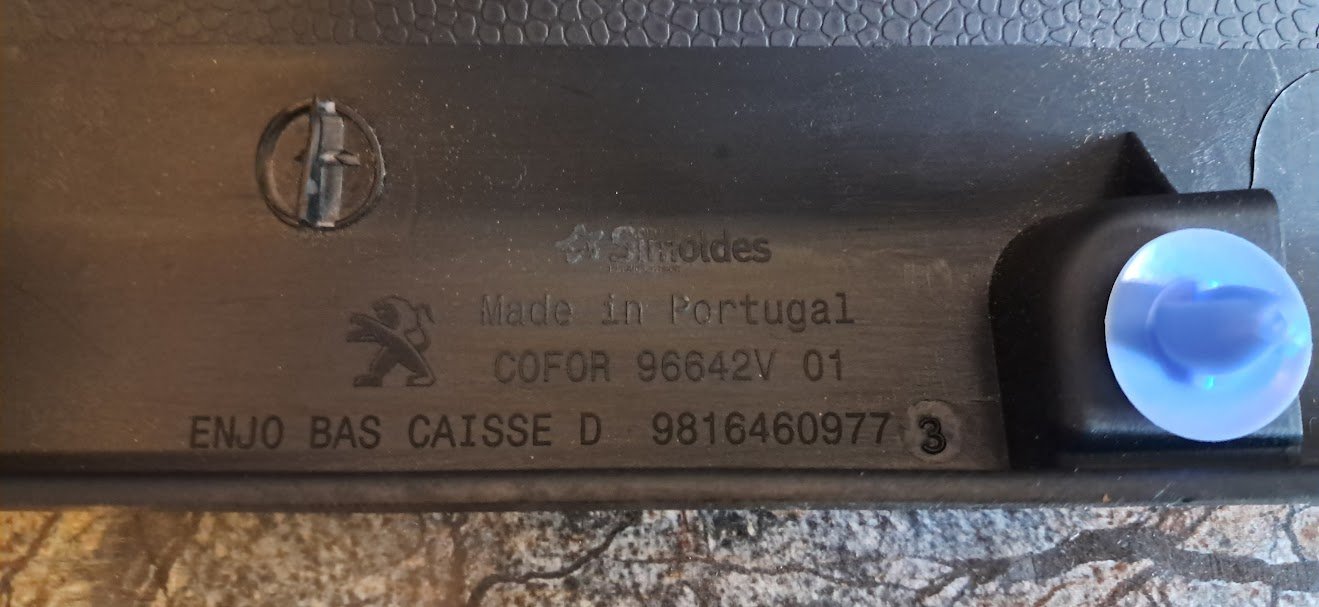 Simoldes
Made in Portugal
COFOR 96642V 01
ENJO BAS CAISSE D 9816460977 3